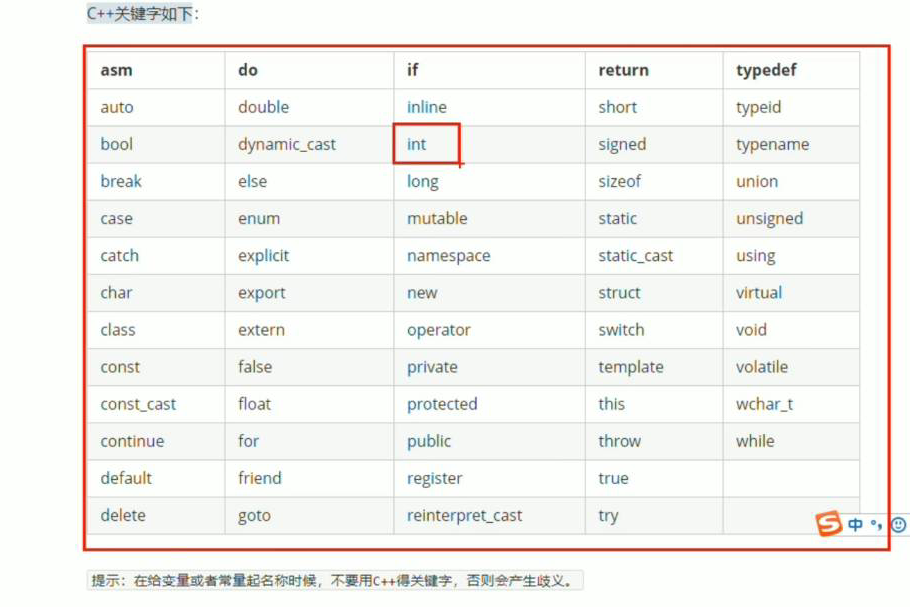 C++关键字如下:
asm do if return typedef
auto double inline short typeid
bool dynamic_cast int signed typename
break else long sizeof union
case enum mutable static unsigned
catch explicit namespace static_cast using
char export new struct virtual
class extern operator switch void
const false private template volatile
const_cast float protected this wchar_t
continue for public throw while
default friend register true
delete goto reinterpret_cast try
S 中 °,
提示：在给变量或者常量起名称时候，不要用C++得关键字，否则会产生歧义。